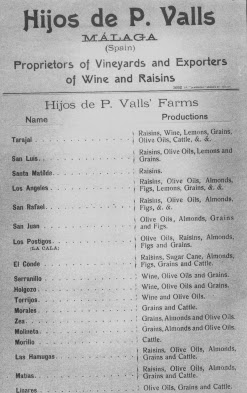 Hijos de P. Valls
MÁLAGA
(Spain)
Proprietors of Vineyards and Exporters
of Wine and Raisins
Hijos de P. Valls' Farms
Name Productions
Tarajal Raisins, Wine, Lemons, Grains,
Olive Oils, Cattle, &. &.
San Luis Raisins, Olive Oils, Lemons and
Grains.
Santa Matilde Raisins.
Los Angeles Raisins, Olive Oils, Almonds,
Figs, Lemons, Grains, &. &.
San Rafael Raisins, Olive Oils, Almonds,
Figs, &. &.
San Juan Olive Oils, Almonds, Grains
and Figs.
Los Postigos Olive Oils, Raisins, Almonds,
(LA CALA) Figs and Grains.
El Conde Raisins, Sugar Cane, Almonds,
Figs, Grains and Cattle.
Serranillo Wine, Olive Oils and Grains.
Holgozo Wine, Olive Oils and Grains.
Torrijos Wine and Olive Oils.
Morales Grains and Cattle.
Zea Grains, Almonds and Olive Oils.
Molineta Grains, Almonds and Olive Oils.
Morillo Cattle.
Las Hamugas Raisins, Olive Oils, Almonds,
Grains and Cattle.
Matias Raisins, Olive Oils, Almonds,
Grains and Cattle.
Linares Olive Oils, Grains and Cattle.